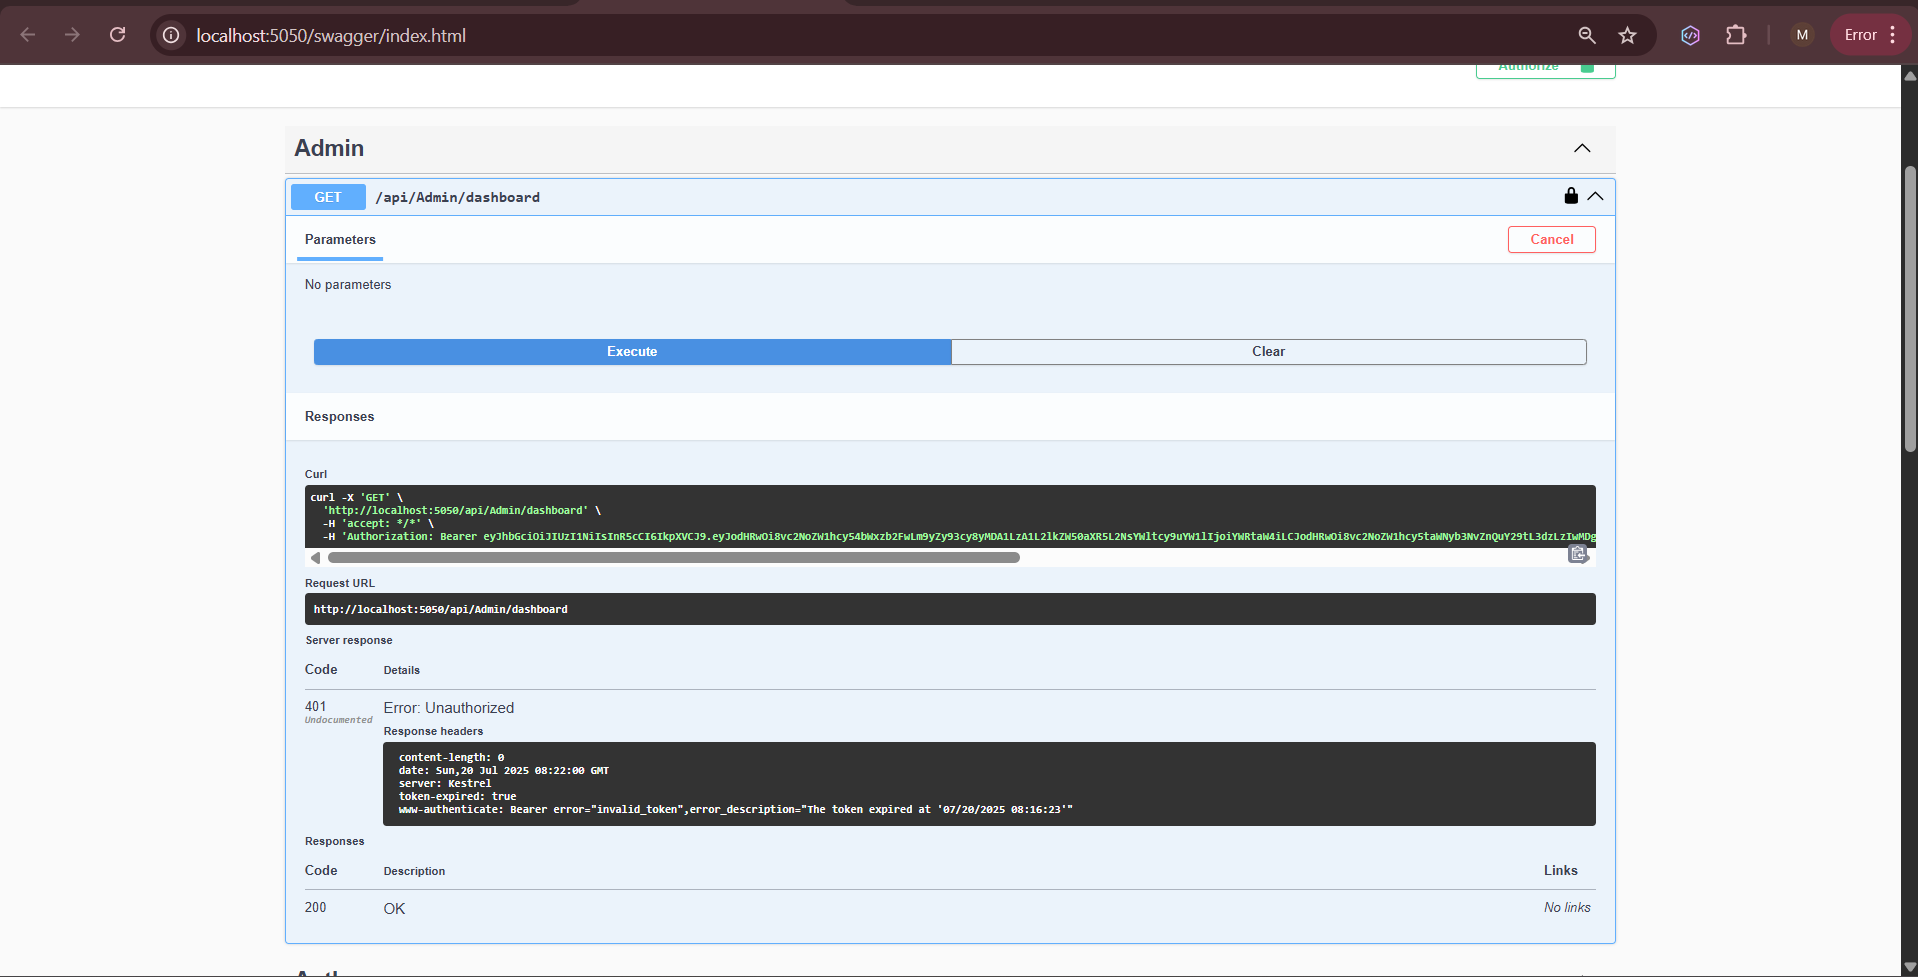 localhost:5050/swagger/index.html
M
Error
Authorize
Admin
GET /api/Admin/dashboard
Parameters
Cancel
No parameters
Execute
Clear
Responses
Curl
curl -X 'GET' \
'http://localhost:5050/api/Admin/dashboard' \
-H 'accept: */*' \
-H 'Authorization: Bearer
Request URL
http://localhost:5050/api/Admin/dashboard
Server response
Code Details
401 Error: Unauthorized
Undocumented
Response headers
content-length: 0
date: Sun,20 Jul 2025 08:22:00 GMT
server: Kestrel
token-expired: true
www-authenticate: Bearer error="invalid_token",error_description="The token expired at '07/20/2025 08:16:23'"
Responses
Code Description Links
200 OK No links